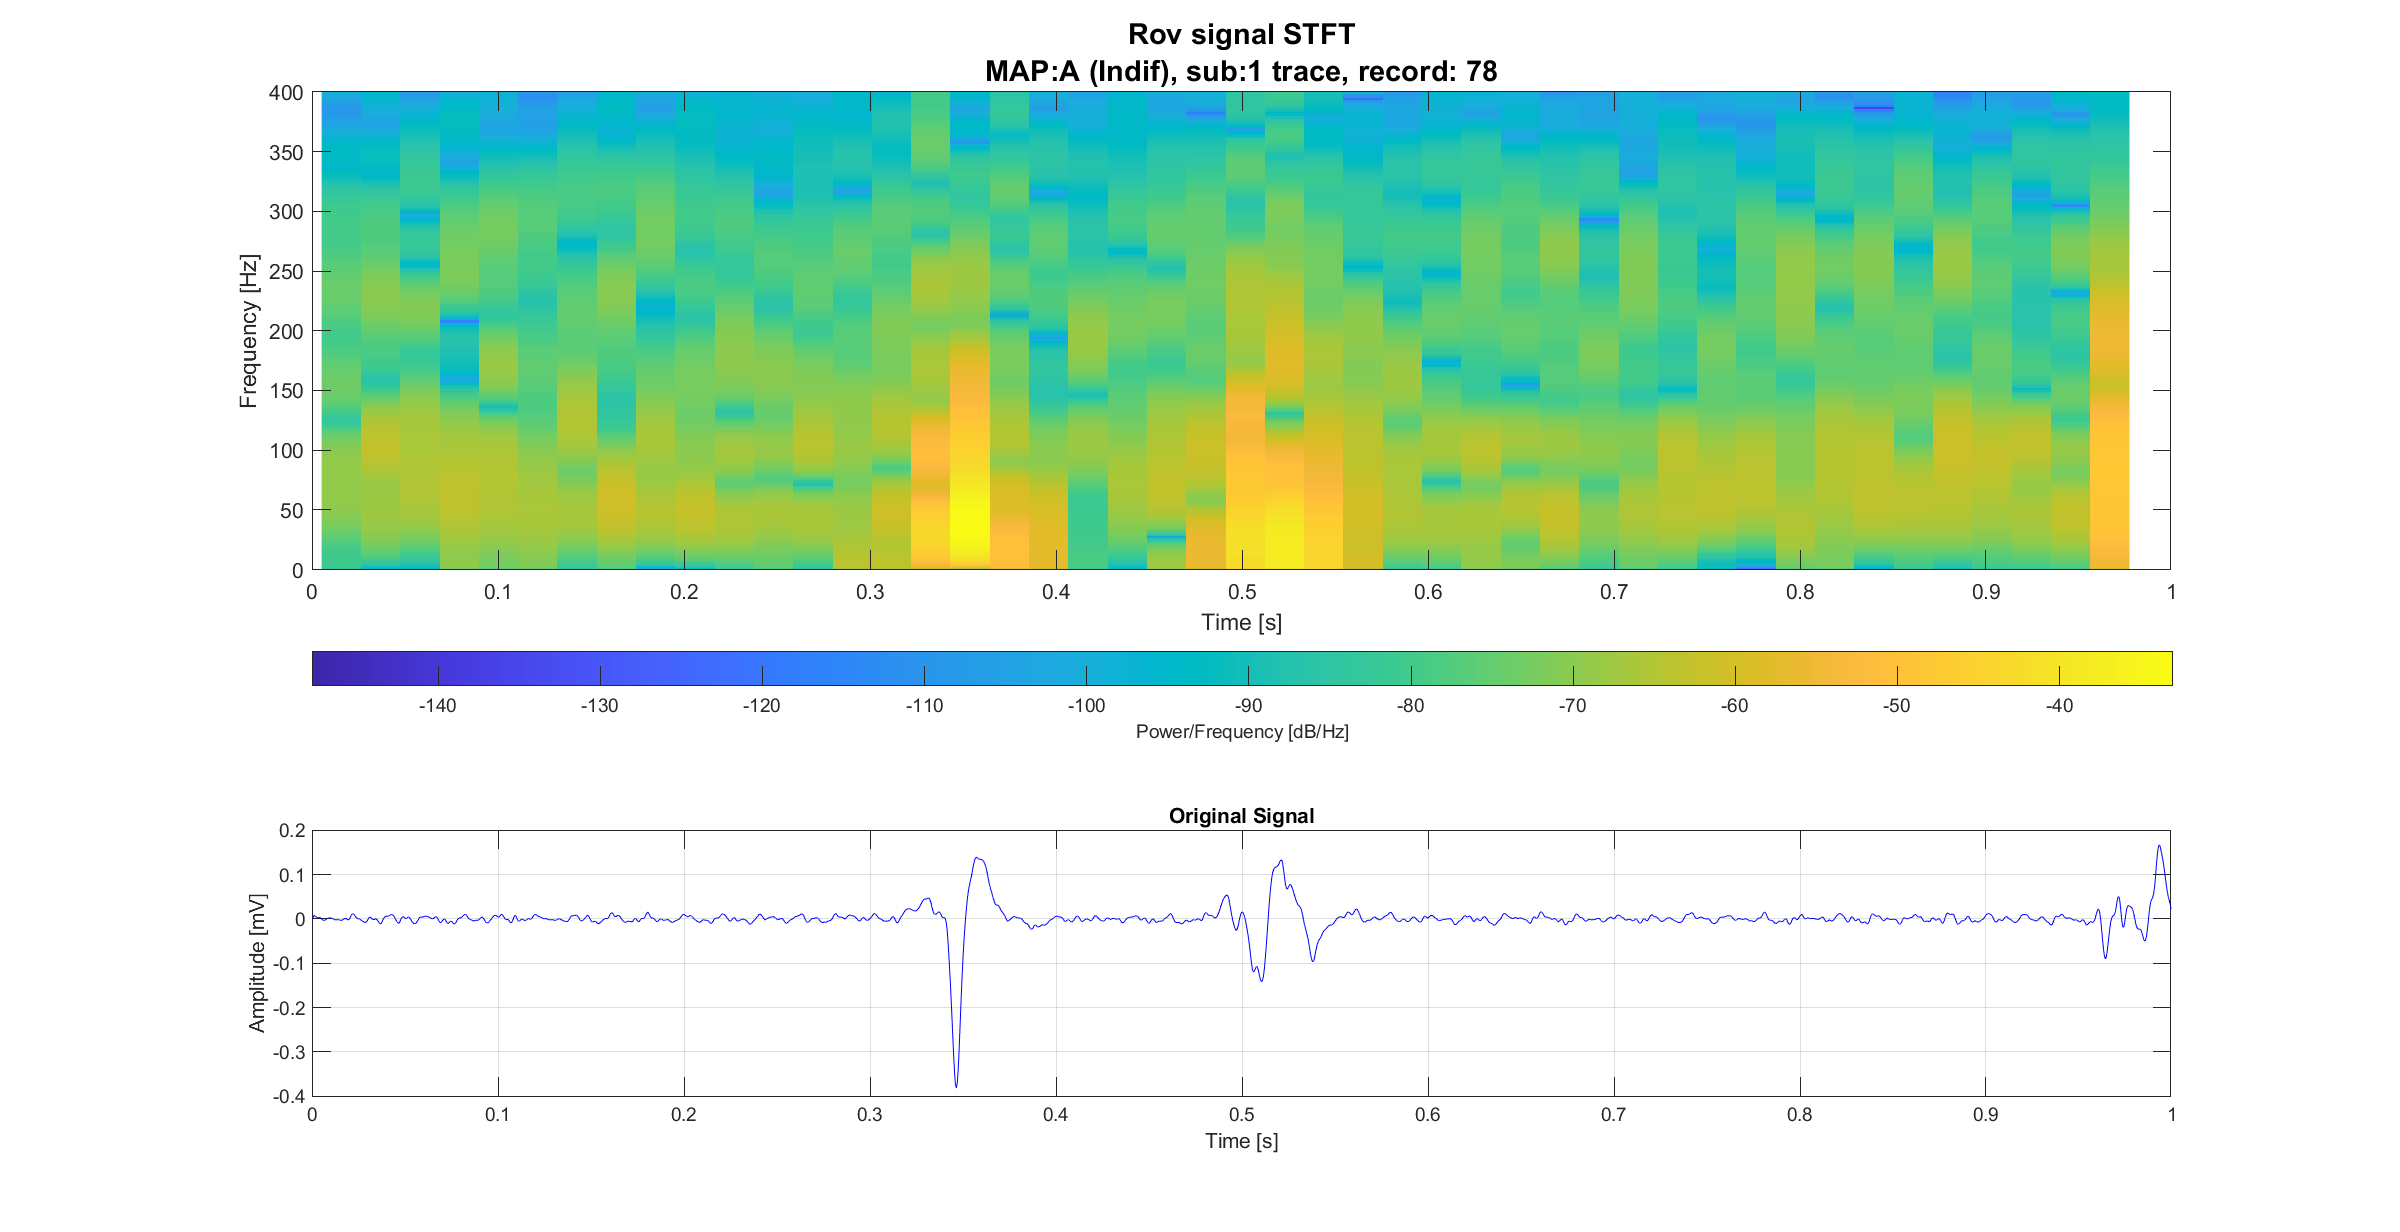 Rov signal STFT
MAP:A (Indif), sub:1 trace, record: 78
400
350
300
250
200
150
100
50
0
Frequency [Hz]
0 0.1 0.2 0.3 0.4 0.5 0.6 0.7 0.8 0.9 1
Time [s]
-140 -130 -120 -110 -100 -90 -80 -70 -60 -50 -40
Power/Frequency [dB/Hz]
Original Signal
0.2
0.1
0
-0.1
-0.2
-0.3
-0.4
Amplitude [mV]
0 0.1 0.2 0.3 0.4 0.5 0.6 0.7 0.8 0.9 1
Time [s]